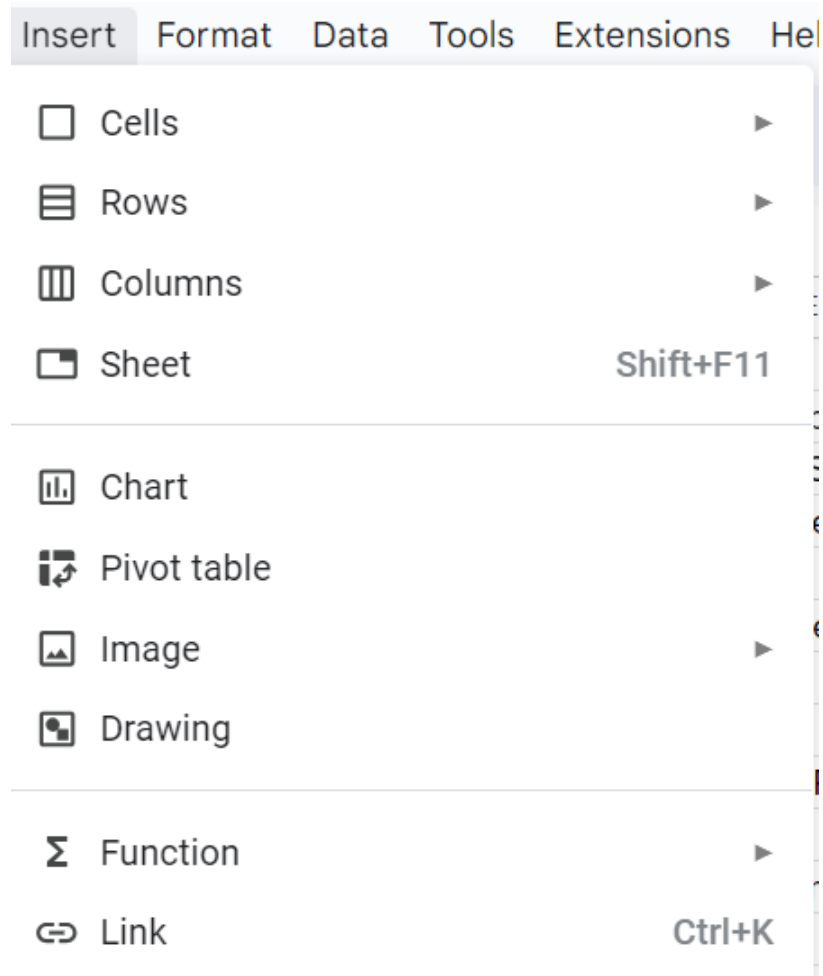 Insert Format Data Tools Extensions
Cells
Rows
Columns
Sheet Shift+F11
Chart
Pivot table
Image
Drawing
Σ Function
Link Ctrl+K